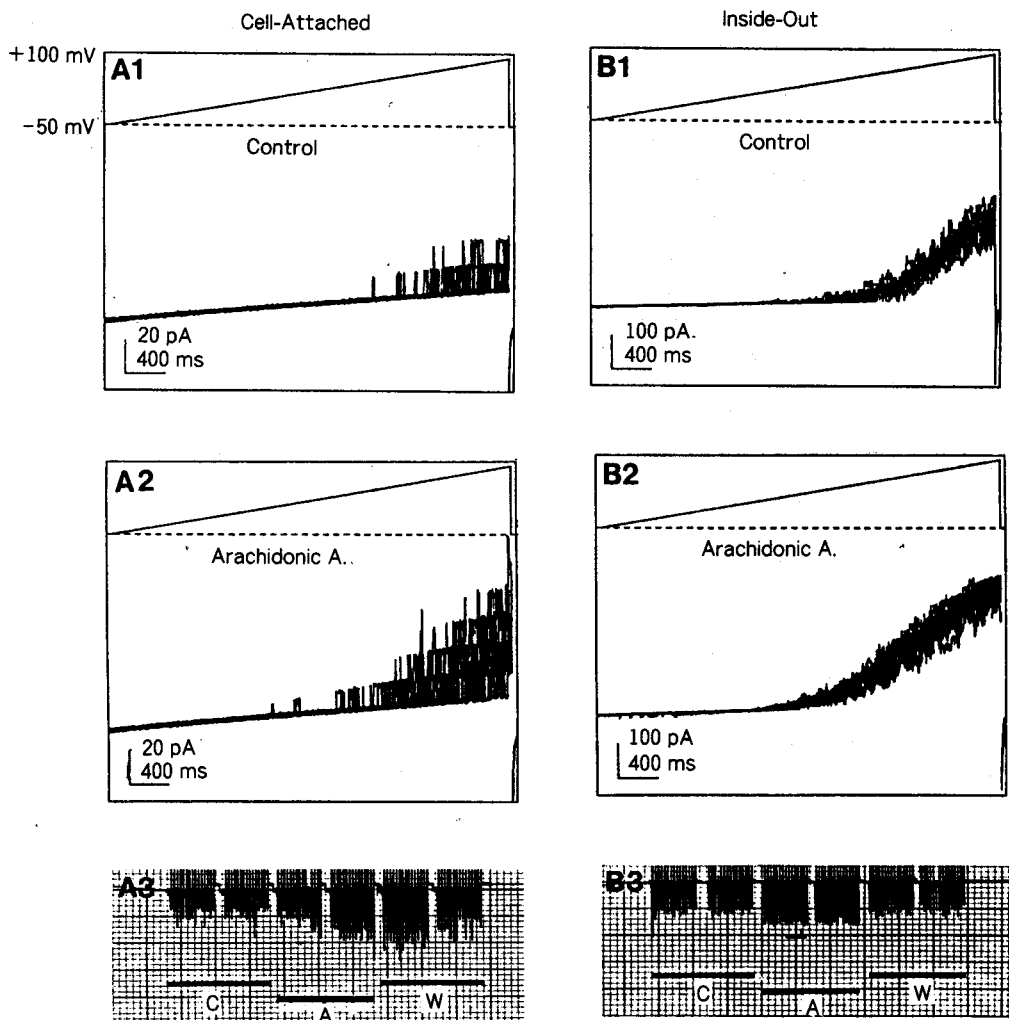 Cell-Attached
Inside-Out
+100 mV
A1
-50 mV
Control
20 pA
400 ms
B1
Control
100 pA.
400 ms
A2
Arachidonic A..
20 pA
400 ms
B2
Arachidonic A.
100 pA
400 ms
A3
C
A
W
B3
C
A
W